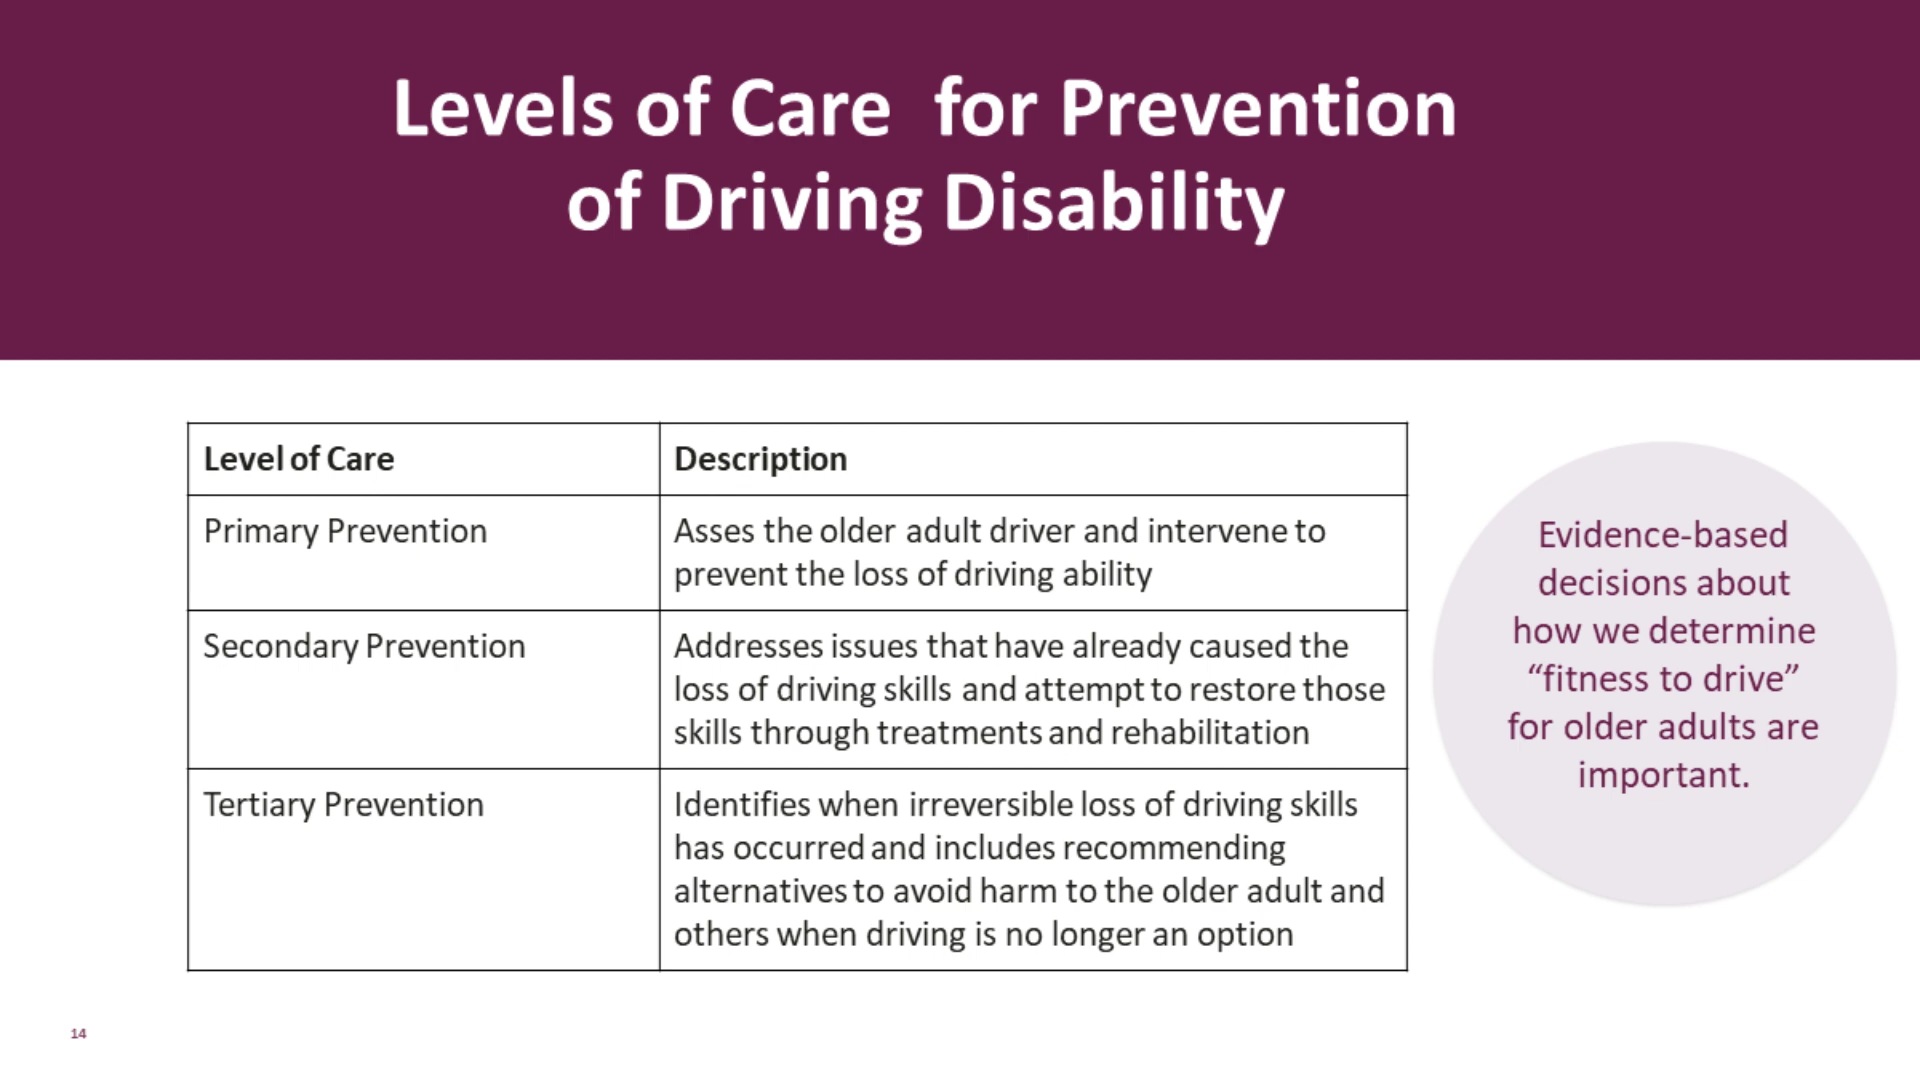 Levels of Care for Prevention
of Driving Disability
Level of Care
Description
Primary Prevention
Asses the older adult driver and intervene to
prevent the loss of driving ability
Secondary Prevention
Addresses issues that have already caused the
loss of driving skills and attempt to restore those
skills through treatments and rehabilitation
Tertiary Prevention
Identifies when irreversible loss of driving skills
has occurred and includes recommending
alternatives to avoid harm to the older adult and
others when driving is no longer an option
Evidence-based
decisions about
how we determine
“fitness to drive”
for older adults are
important.
14